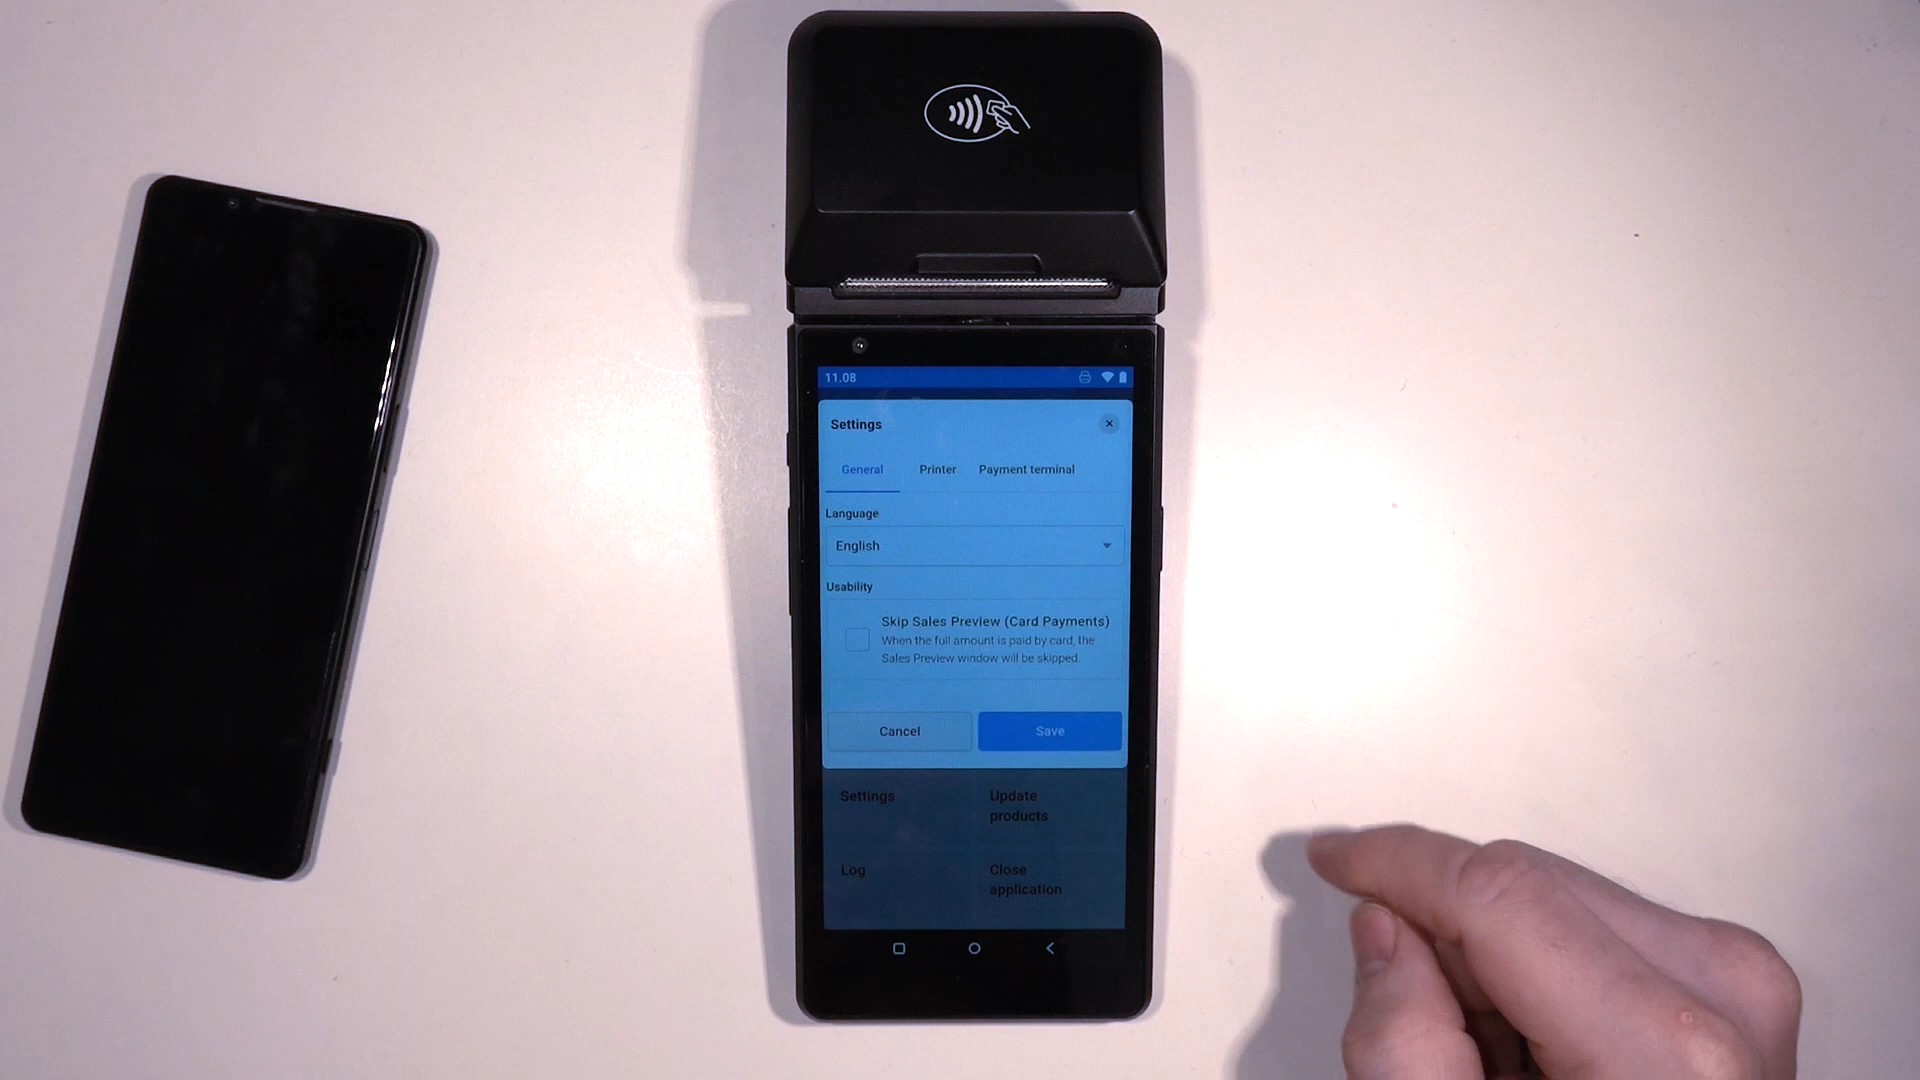 11.08
Settings
General Printer Payment terminal
Language
English
Usability
Skip Sales Preview (Card Payments)
When the full amount is paid by card, the
Sales Preview window will be skipped.
Cancel Save
Settings Update
products
Log Close
application